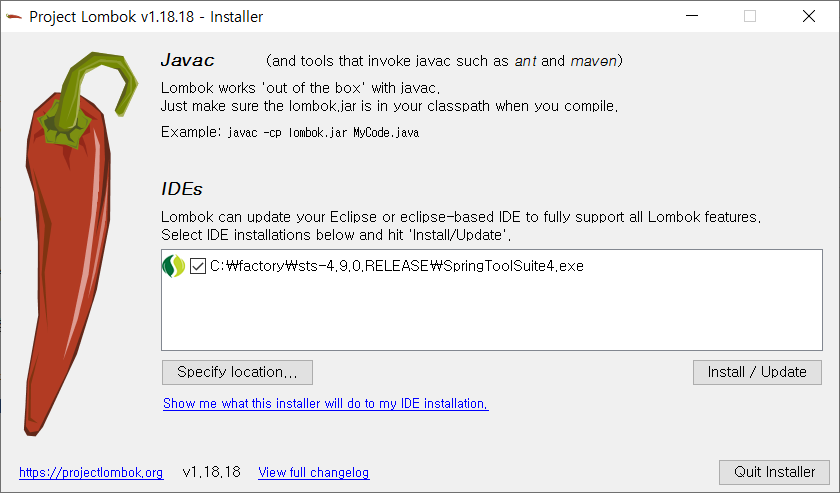 Project Lombok v1.18.18 - Installer
Javac (and tools that invoke javac such as ant and maven)
Lombok works 'out of the box' with javac.
Just make sure the lombok.jar is in your classpath when you compile.
Example: javac -cp lombok.jar MyCode.java
IDEs
Lombok can update your Eclipse or eclipse-based IDE to fully support all Lombok features.
Select IDE installations below and hit 'Install/Update'.
C:₩factory₩sts-4.9.0.RELEASE₩SpringToolSuite4.exe
Specify location... Install / Update
Show me what this installer will do to my IDE installation.
https://projectlombok.org v1.18.18 View full changelog Quit Installer